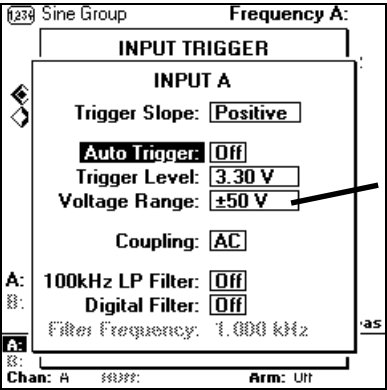 1234 Sine Group Frequency A:
INPUT TRIGGER
INPUT A
Trigger Slope: Positive
Auto Trigger: Off
Trigger Level: 3.30 V
Voltage Range: ±50 V
Coupling: AC
A: 100kHz LP Filter: Off
B: Digital Filter: Off
Filter Frequency: 1.000 kHz
as
A:
B:
Chan: A Arm: Off